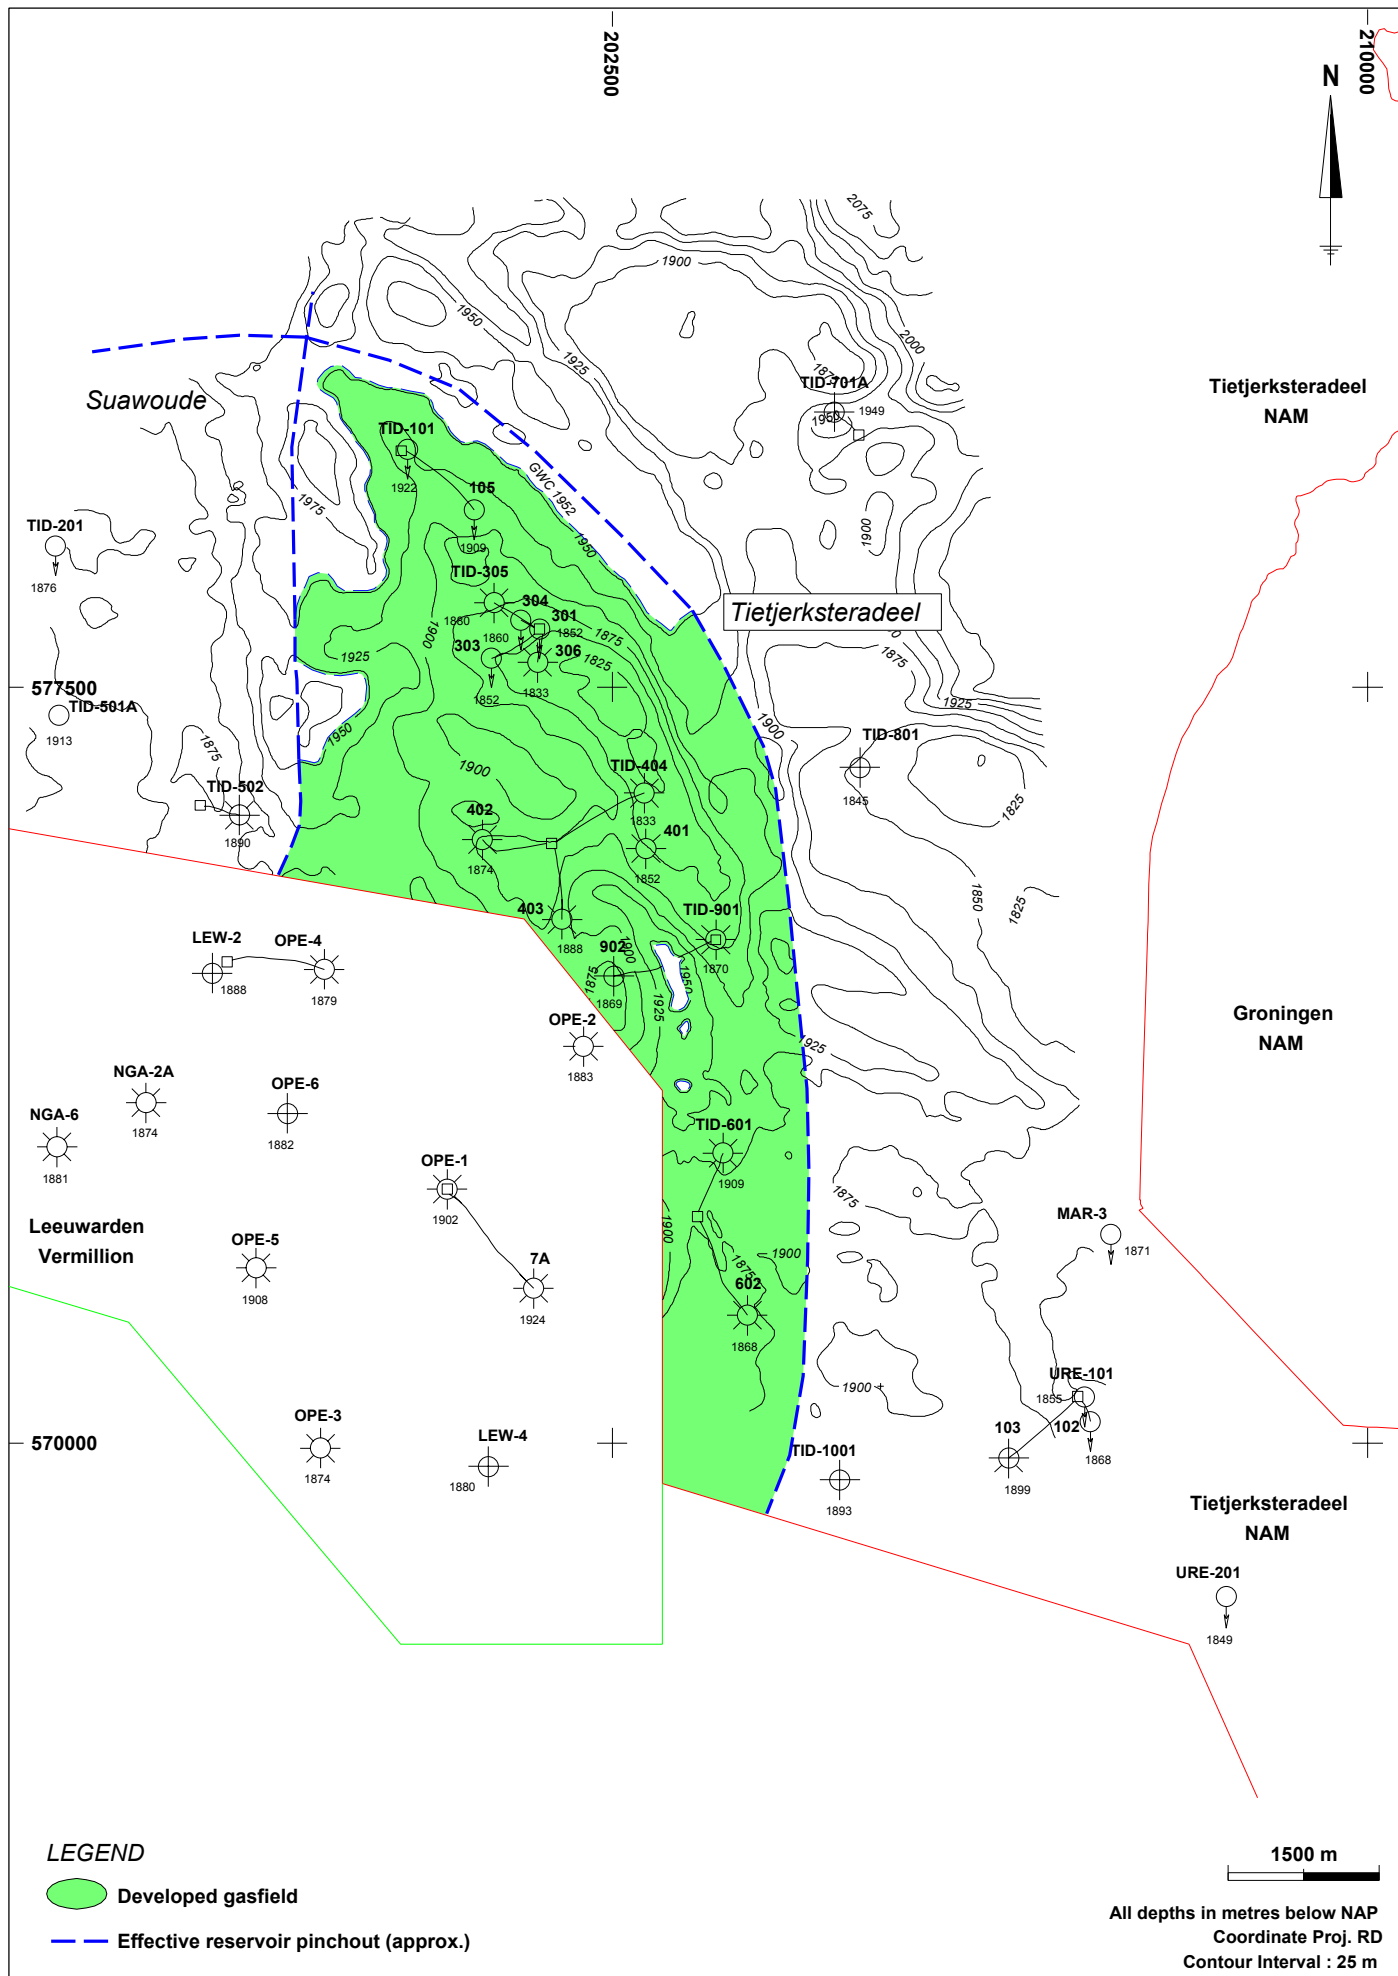 202500
210000
N
2075
1900
1950
1925
2000
1875
TID-701A
1949
1950
Tietjerksteradeel
NAM
Suawoude
TID-101
1922
GWC 1952
105
1975
1909
1950
1900
TID-201
1876
TID-305
304
301
1880
1860
1852
1875
Tietjerksteradeel
303
306
1900
1925
1825
1875
1852
1833
577500
TID-501A
1913
1950
1925
1900
TID-801
1875
1900
TID-404
1845
1825
TID-502
402
1833
401
1890
1874
1852
1850
1825
403
TID-901
LEW-2
OPE-4
1888
902
1900
1870
1888
1879
1875
1869
1950
1925
OPE-2
1883
1925
NGA-2A
1874
OPE-6
1882
NGA-6
1881
TID-601
1909
OPE-1
1902
1875
MAR-3
1871
Leeuwarden
Vermillion
Groningen
NAM
OPE-5
1908
7A
1924
1900
1900
1875
602
1868
1900
URE-101
1855
OPE-3
1874
570000
LEW-4
1880
TID-1001
1893
103
1899
102
1868
Tietjerksteradeel
NAM
URE-201
1849
LEGEND
Developed gasfield
Effective reservoir pinchout (approx.)
1500 m
All depths in metres below NAP
Coordinate Proj. RD
Contour Interval : 25 m